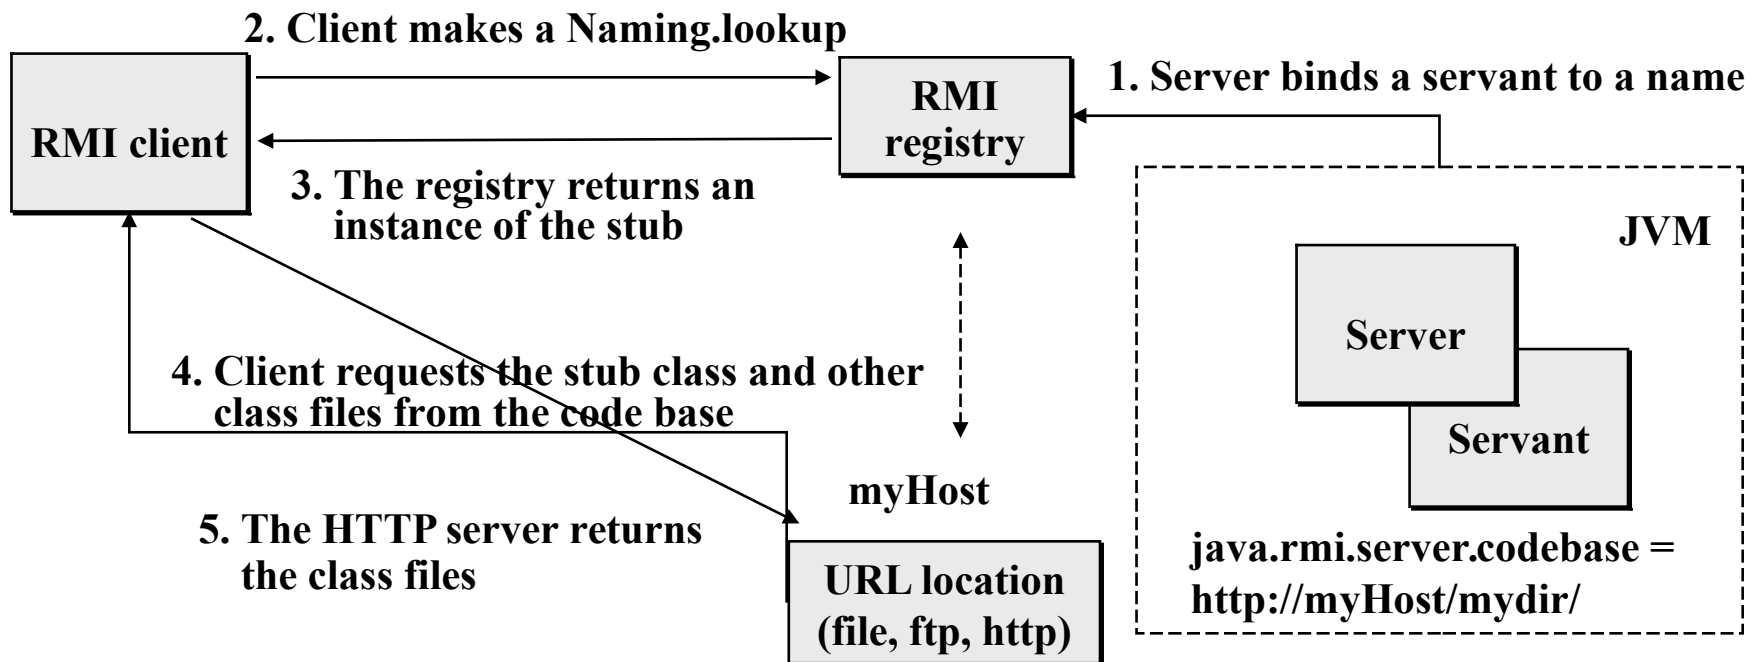 2. Client makes a Naming.lookup
1. Server binds a servant to a name
RMI client
RMI
registry
3. The registry returns an
instance of the stub
JVM
Server
Servant
4. Client requests the stub class and other
class files from the code base
myHost
5. The HTTP server returns
the class files
URL location
(file, ftp, http)
java.rmi.server.codebase =
http://myHost/mydir/